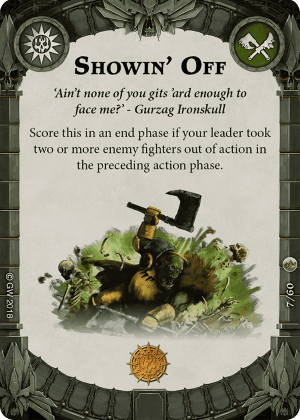 SHOWIN' OFF
'Ain't none of you gits 'ard enough to
face me?' - Gurzag Ironskull
Score this in an end phase if your leader took
two or more enemy fighters out of action in
the preceding action phase.
© GW 2018
7/60